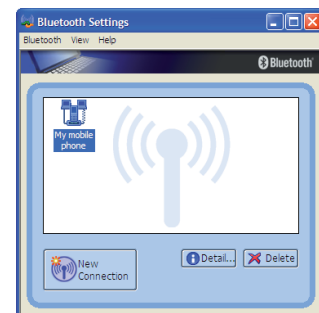 Bluetooth Settings
Bluetooth View Help
Bluetooth
My mobile
phone
New
Connection
Detail...
Delete